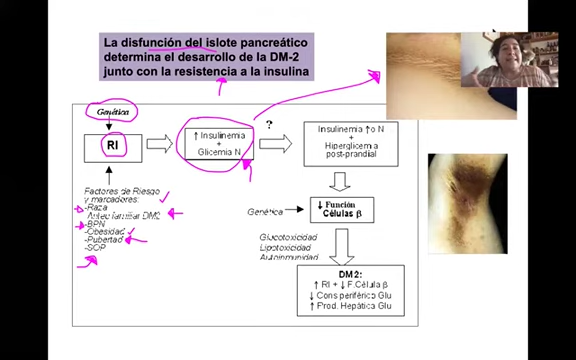 La disfunción del islote pancreático
determina el desarrollo de la DM-2
junto con la resistencia a la insulina
Genética
RI
Factores de Riesgo
y marcadores:
-Raza
-Antec familiar DM2
-BPN
-Obesidad
-Pubertad
-SOP
↑ Insulinemia
+
Glicemia N
?
Insulinemia ↑o N
+
Hiperglicemia
post-prandial
Genética
↓ Función
Células β
Glucotoxicidad
Lipotoxicidad
Autoinmunidad
DM2:
↑ RI + ↓ F.Célula β
↓ Cons periférico Glu
↑ Prod. Hepática Glu